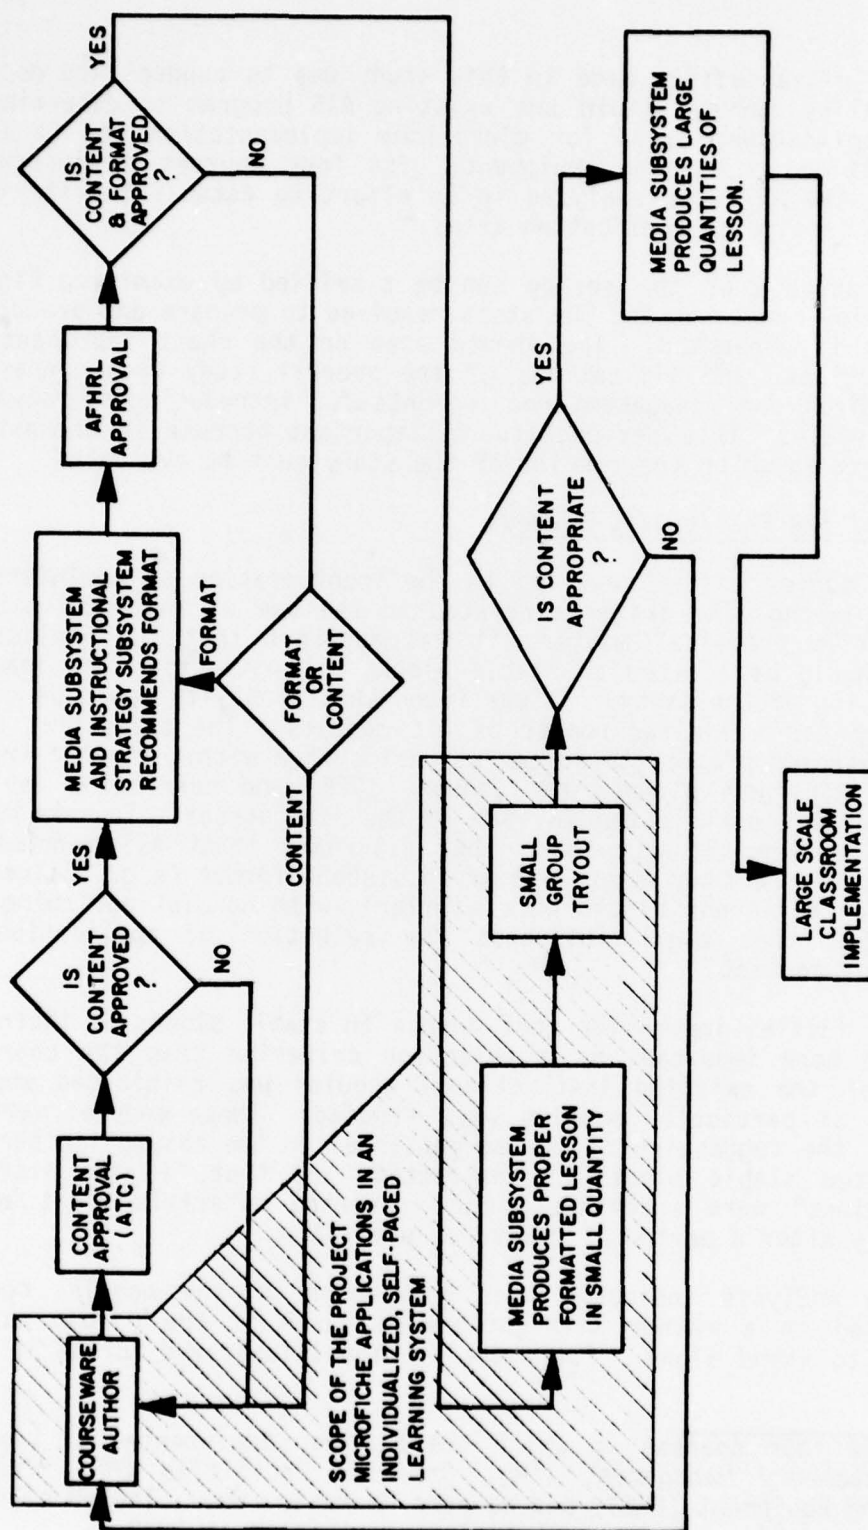 COURSEWARE
AUTHOR
CONTENT
APPROVAL
(ATC)
IS
CONTENT
APPROVED
?
YES
NO
MEDIA SUBSYSTEM
AND INSTRUCTIONAL
STRATEGY SUBSYSTEM
RECOMMENDS FORMAT
AFHRL
APPROVAL
IS
CONTENT
& FORMAT
APPROVED
?
YES
NO
FORMAT
FORMAT
OR
CONTENT
CONTENT
SCOPE OF THE PROJECT
MICROFICHE APPLICATIONS IN AN
INDIVIDUALIZED, SELF-PACED
LEARNING SYSTEM
MEDIA SUBSYSTEM
PRODUCES PROPER
FORMATTED LESSON
IN SMALL QUANTITY
SMALL
GROUP
TRYOUT
IS CONTENT
APPROPRIATE
?
YES
NO
MEDIA SUBSYSTEM
PRODUCES LARGE
QUANTITIES OF
LESSON.
LARGE SCALE
CLASSROOM
IMPLEMENTATION